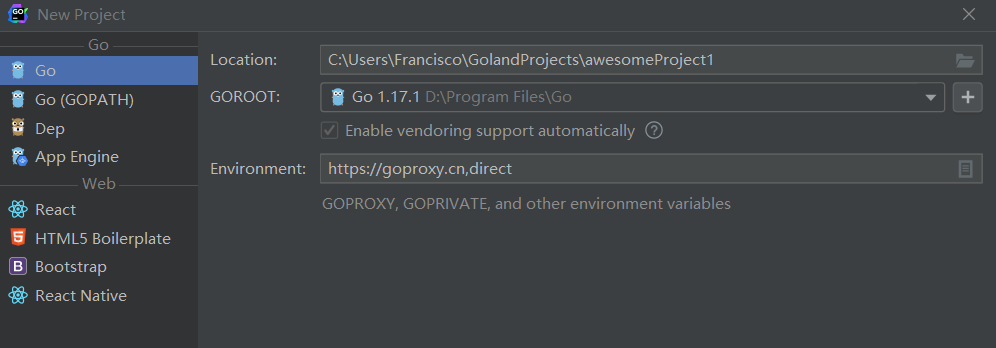 New Project
Go
Go
Go (GOPATH)
Dep
App Engine
Web
React
HTML5 Boilerplate
Bootstrap
React Native
Location: C:\Users\Francisco\GolandProjects\awesomeProject1
GOROOT: Go 1.17.1 D:\Program Files\Go
Enable vendoring support automatically ?
Environment: https://goproxy.cn,direct
GOPROXY, GOPRIVATE, and other environment variables